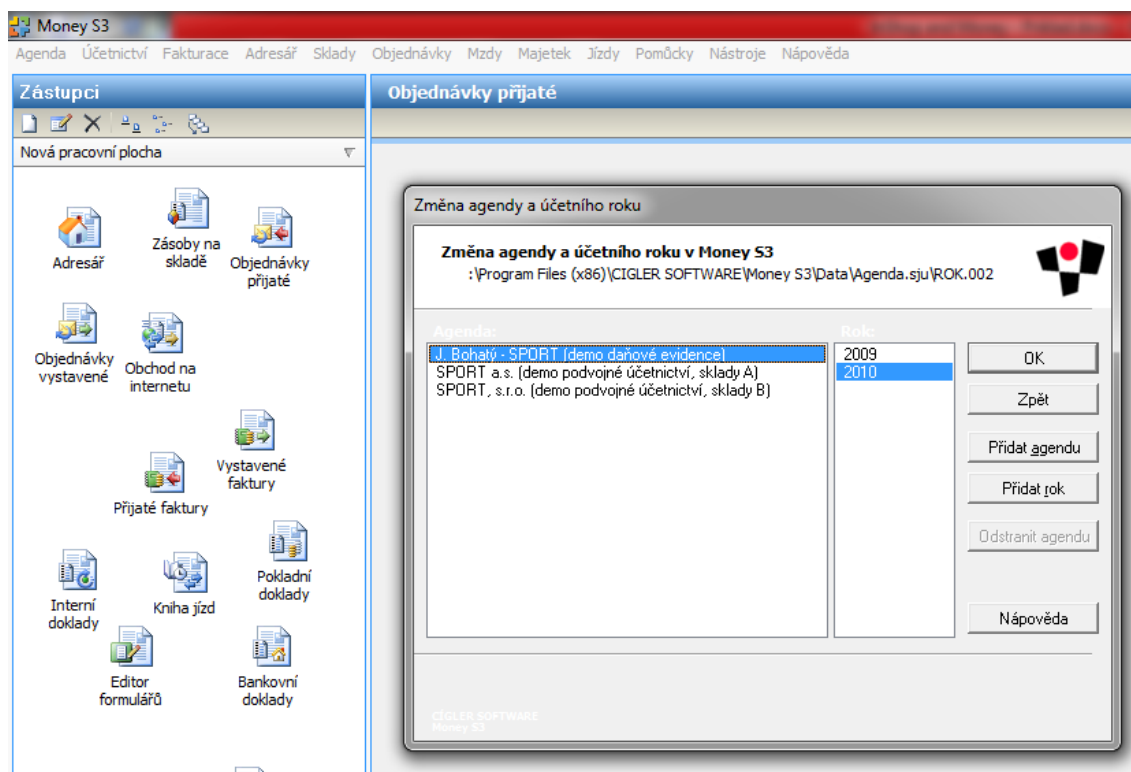 Money S3
Agenda Účetnictví Fakturace Adresář Sklady Objednávky Mzdy Majetek Jízdy Pomůcky Nástroje Nápověda
Zástupci
Nová pracovní plocha
Adresář
Zásoby na
skladě
Objednávky
přijaté
Objednávky
vystavené
Obchod na
internetu
Vystavené
faktury
Přijaté faktury
Pokladní
doklady
Interní
doklady
Kniha jízd
Editor
formulářů
Bankovní
doklady
Objednávky přijaté
Změna agendy a účetního roku
Změna agendy a účetního roku v Money S3
:\Program Files (x86)\CIGLER SOFTWARE\Money S3\Data\Agenda.sju\ROK.002
Agenda:
J. Bohatý - SPORT (demo daňové evidence)
SPORT a.s. (demo podvojné účetnictví, sklady A)
SPORT, s.r.o. (demo podvojné účetnictví, sklady B)
Rok:
2009
2010
OK
Zpět
Přidat agendu
Přidat rok
Odstranit agendu
Nápověda
CÍGLER SOFTWARE
Money S3